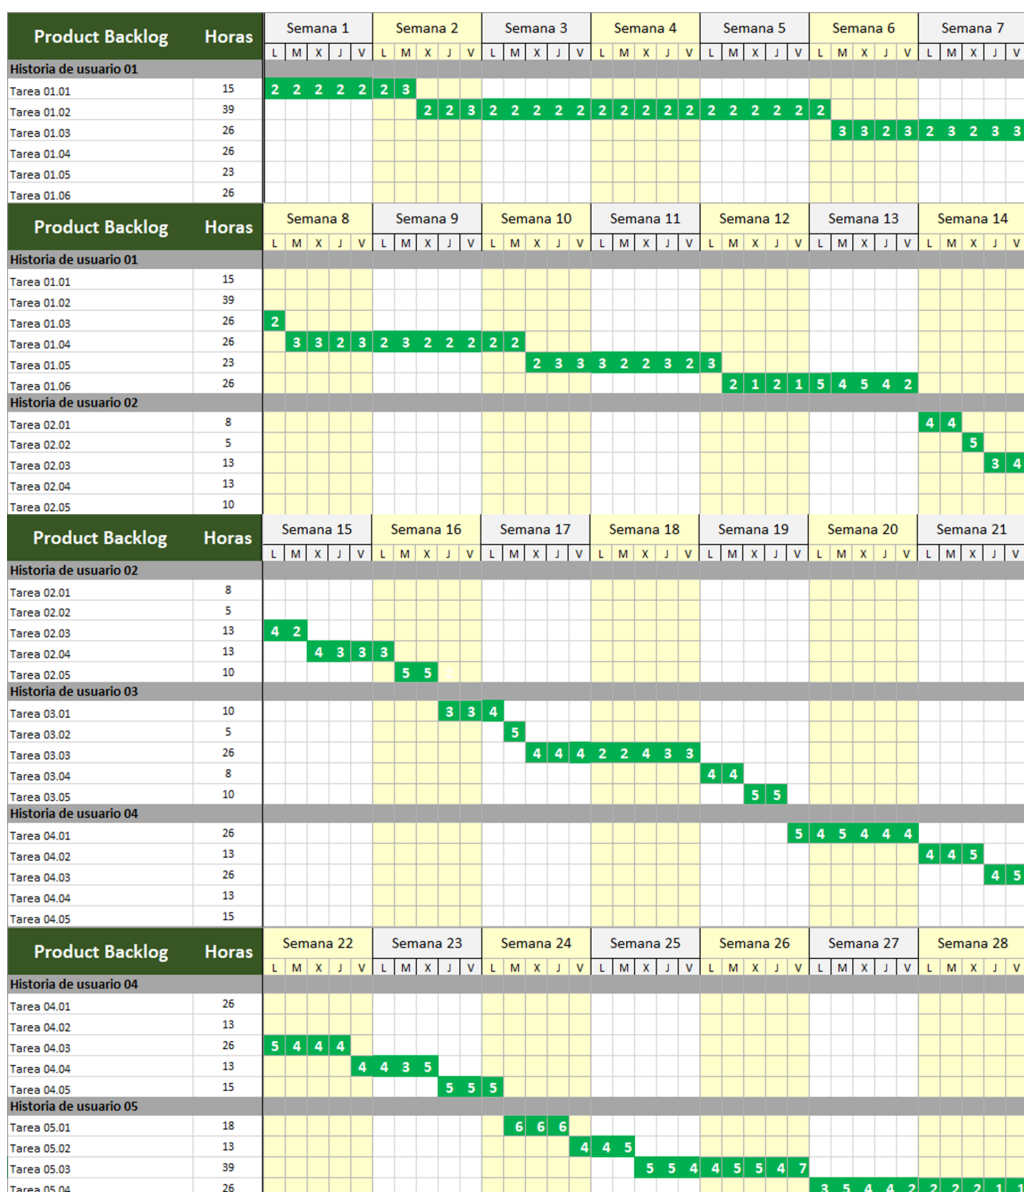 Product Backlog Horas Semana 1 Semana 2 Semana 3 Semana 4 Semana 5 Semana 6 Semana 7
L M X J V L M X J V L M X J V L M X J V L M X J V L M X J V L M X J V
Historia de usuario 01
Tarea 01.01 15 2 2 2 2 2 2 3
Tarea 01.02 39 2 2 3 2 2 2 2 2 2 2 2 2 2 2 2 2 2 2 2
Tarea 01.03 26 3 3 2 3 2 3 2 3 3
Tarea 01.04 26
Tarea 01.05 23
Tarea 01.06 26
Product Backlog Horas Semana 8 Semana 9 Semana 10 Semana 11 Semana 12 Semana 13 Semana 14
L M X J V L M X J V L M X J V L M X J V L M X J V L M X J V L M X J V
Historia de usuario 01
Tarea 01.01 15
Tarea 01.02 39
Tarea 01.03 26 2
Tarea 01.04 26 3 3 2 3 2 3 2 2 2 2 2
Tarea 01.05 23 2 3 3 3 2 2 3 2 3
Tarea 01.06 26 2 1 2 1 5 4 5 4 2
Historia de usuario 02
Tarea 02.01 8 4 4
Tarea 02.02 5 5
Tarea 02.03 13 3 4
Tarea 02.04 13
Tarea 02.05 10
Product Backlog Horas Semana 15 Semana 16 Semana 17 Semana 18 Semana 19 Semana 20 Semana 21
L M X J V L M X J V L M X J V L M X J V L M X J V L M X J V L M X J V
Historia de usuario 02
Tarea 02.01 8
Tarea 02.02 5
Tarea 02.03 13 4 2
Tarea 02.04 13 4 3 3 3
Tarea 02.05 10 5 5
Historia de usuario 03
Tarea 03.01 10 3 3 4
Tarea 03.02 5 5
Tarea 03.03 26 4 4 4 2 2 4 3 3
Tarea 03.04 8 4 4
Tarea 03.05 10 5 5
Historia de usuario 04
Tarea 04.01 26 5 4 5 4 4 4
Tarea 04.02 13 4 4 5
Tarea 04.03 26 4 5
Tarea 04.04 13
Tarea 04.05 15
Product Backlog Horas Semana 22 Semana 23 Semana 24 Semana 25 Semana 26 Semana 27 Semana 28
L M X J V L M X J V L M X J V L M X J V L M X J V L M X J V L M X J V
Historia de usuario 04
Tarea 04.01 26
Tarea 04.02 13
Tarea 04.03 26 5 4 4 4
Tarea 04.04 13 4 4 3 5
Tarea 04.05 15 5 5 5
Historia de usuario 05
Tarea 05.01 18 6 6 6
Tarea 05.02 13 4 4 5
Tarea 05.03 39 5 5 4 4 5 5 4 7
Tarea 05.04 26 3 5 4 4 2 2 2 2 1 1